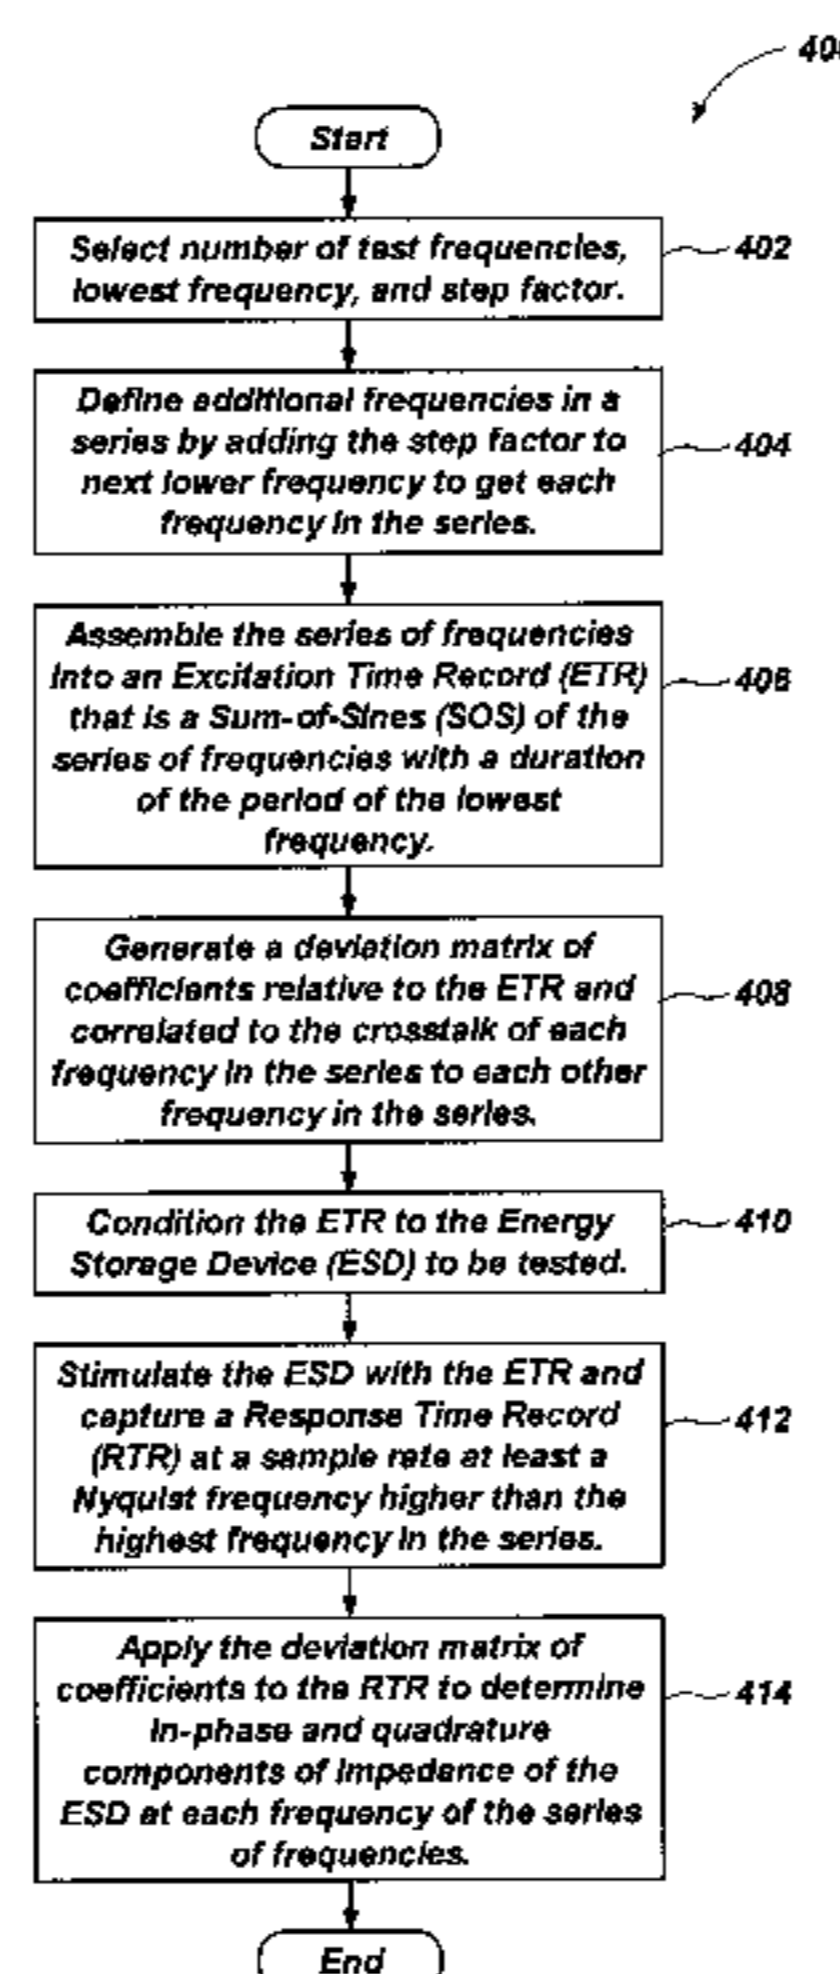 Start
Select number of test frequencies,
lowest frequency, and step factor.
402
Define additional frequencies in a
series by adding the step factor to
next lower frequency to get each
frequency in the series.
404
Assemble the series of frequencies
into an Excitation Time Record (ETR)
that is a Sum-of-Sines (SOS) of the
series of frequencies with a duration
of the period of the lowest
frequency.
406
Generate a deviation matrix of
coefficients relative to the ETR and
correlated to the crosstalk of each
frequency in the series to each other
frequency in the series.
408
Condition the ETR to the Energy
Storage Device (ESD) to be tested.
410
Stimulate the ESD with the ETR and
capture a Response Time Record
(RTR) at a sample rate at least a
Nyquist frequency higher than the
highest frequency in the series.
412
Apply the deviation matrix of
coefficients to the RTR to determine
in-phase and quadrature
components of impedance of the
ESD at each frequency of the series
of frequencies.
414
End